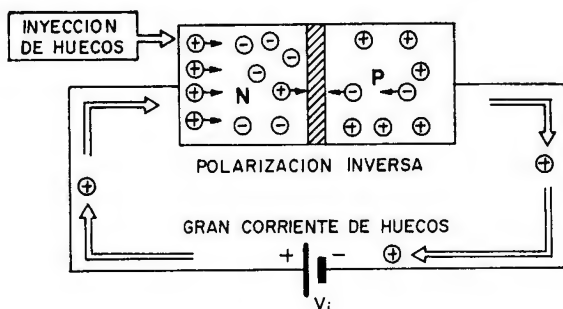 INYECCION
DE HUECOS
N
P
POLARIZACION INVERSA
GRAN CORRIENTE DE HUECOS
+ -
Vi